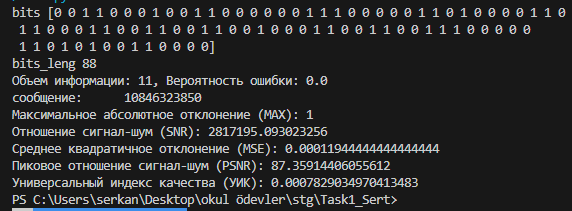 bits [0 0 1 1 0 0 0 1 0 0 1 1 0 0 0 0 0 0 1 1 1 0 0 0 0 0 1 1 0 1 0 0 0 0 1 1 0
1 1 0 0 0 1 1 0 0 1 1 0 0 1 1 0 0 1 0 0 0 1 1 0 0 1 1 0 0 1 1 1 0 0 0 0 0
1 1 0 1 0 1 0 0 1 1 0 0 0 0]
bits_leng 88
Объем информации: 11, Вероятность ошибки: 0.0
сообщение: 10846323850
Максимальное абсолютное отклонение (MAX): 1
Отношение сигнал-шум (SNR): 2817195.093023256
Среднее квадратичное отклонение (MSE): 0.00011944444444444444
Пиковое отношение сигнал-шум (PSNR): 87.35914406055612
Универсальный индекс качества (УИК): 0.0007829034970413483
PS C:\Users\serkan\Desktop\okul ödevler\stg\Task1_Sert>